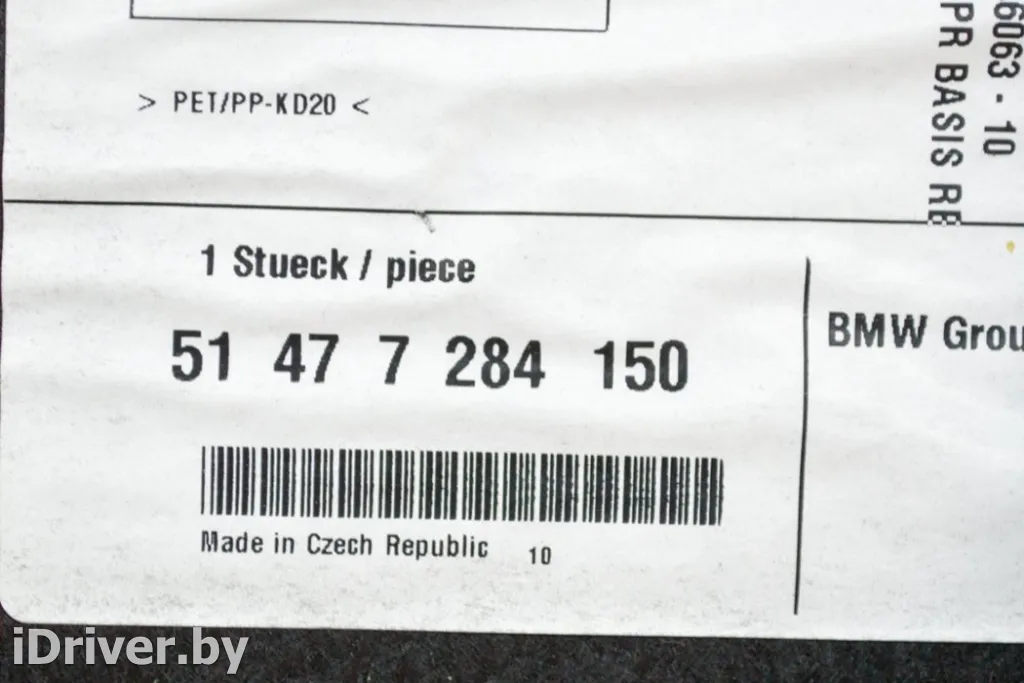 > PET/PP-KD20 <
6063 - 10
PR BASIS RE
1 Stueck / piece
51 47 7 284 150
BMW Grou
Made in Czech Republic 10
iDriver.by